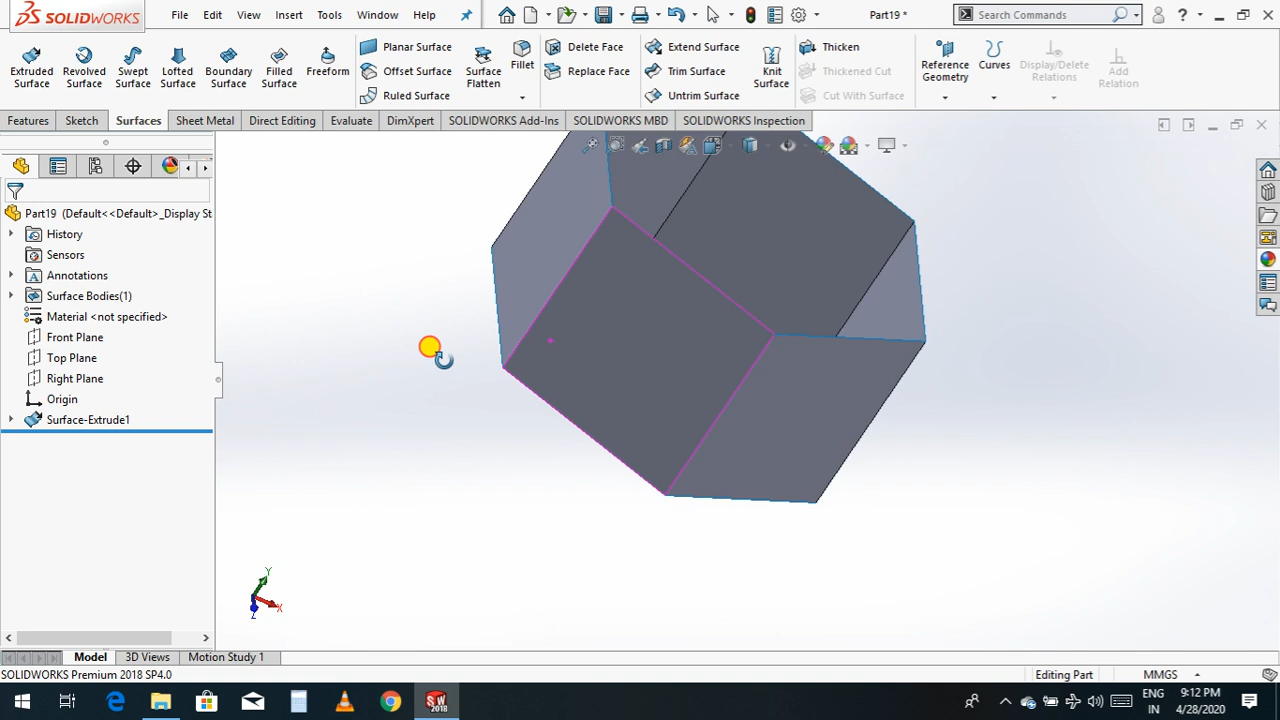 SOLIDWORKS
File Edit View Insert Tools Window Help
Part19 *
Search Commands
Extruded Surface
Revolved Surface
Swept Surface
Lofted Surface
Boundary Surface
Filled Surface
Freeform
Planar Surface
Offset Surface
Ruled Surface
Surface Flatten
Fillet
Delete Face
Replace Face
Extend Surface
Trim Surface
Untrim Surface
Knit Surface
Thicken
Thickened Cut
Cut With Surface
Reference Geometry
Curves
Display/Delete Relations
Add Relation
Features Sketch Surfaces Sheet Metal Direct Editing Evaluate DimXpert SOLIDWORKS Add-Ins SOLIDWORKS MBD SOLIDWORKS Inspection
Part19 (Default<<Default>_Display St
History
Sensors
Annotations
Surface Bodies(1)
Material <not specified>
Front Plane
Top Plane
Right Plane
Origin
Surface-Extrude1
Y
X
Z
Model 3D Views Motion Study 1
SOLIDWORKS Premium 2018 SP4.0
Editing Part
MMGS
ENG
IN
9:12 PM
4/28/2020